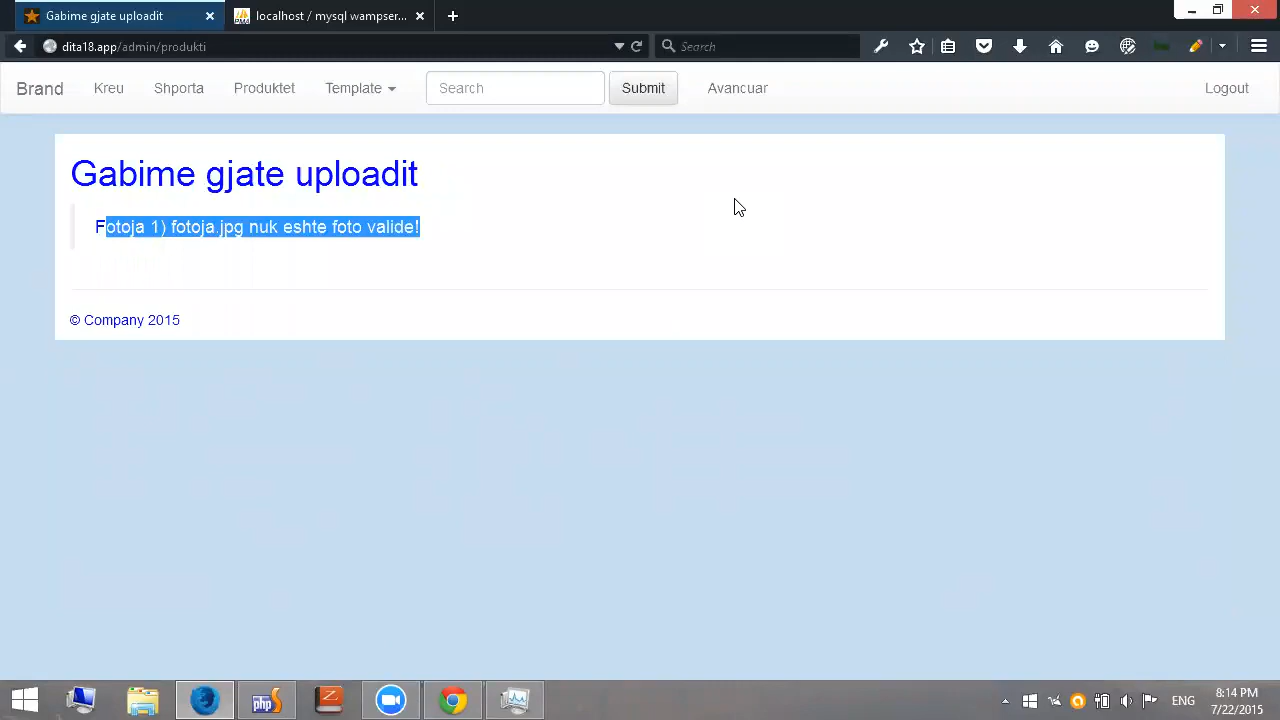 Gabime gjate uploadit
localhost / mysql wampser...
dita18.app/admin/produkti
Search
Brand
Kreu
Shporta
Produktet
Template
Search
Submit
Avancuar
Logout
Gabime gjate uploadit
Fotoja 1) fotoja.jpg nuk eshte foto valide!
© Company 2015
php
Z
ENG
8:14 PM
7/22/2015